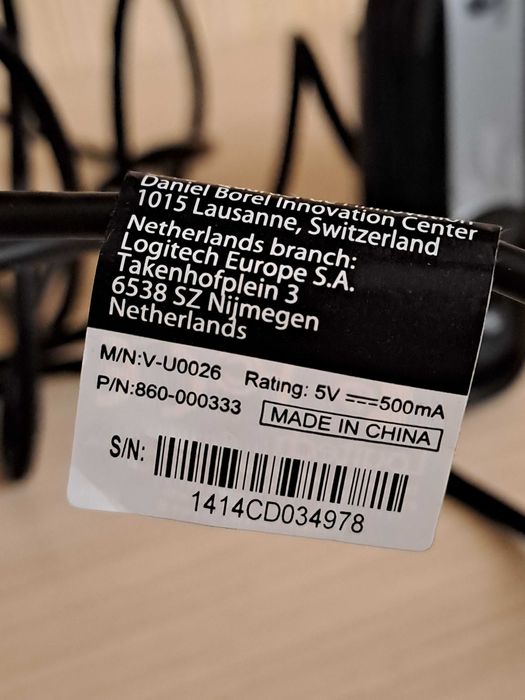 Daniel Borel Innovation Center
1015 Lausanne, Switzerland
Netherlands branch:
Logitech Europe S.A.
Takenhofplein 3
6538 SZ Nijmegen
Netherlands
M/N:V-U0026
Rating: 5V ⎓500mA
P/N:860-000333
MADE IN CHINA
S/N:
1414CD034978